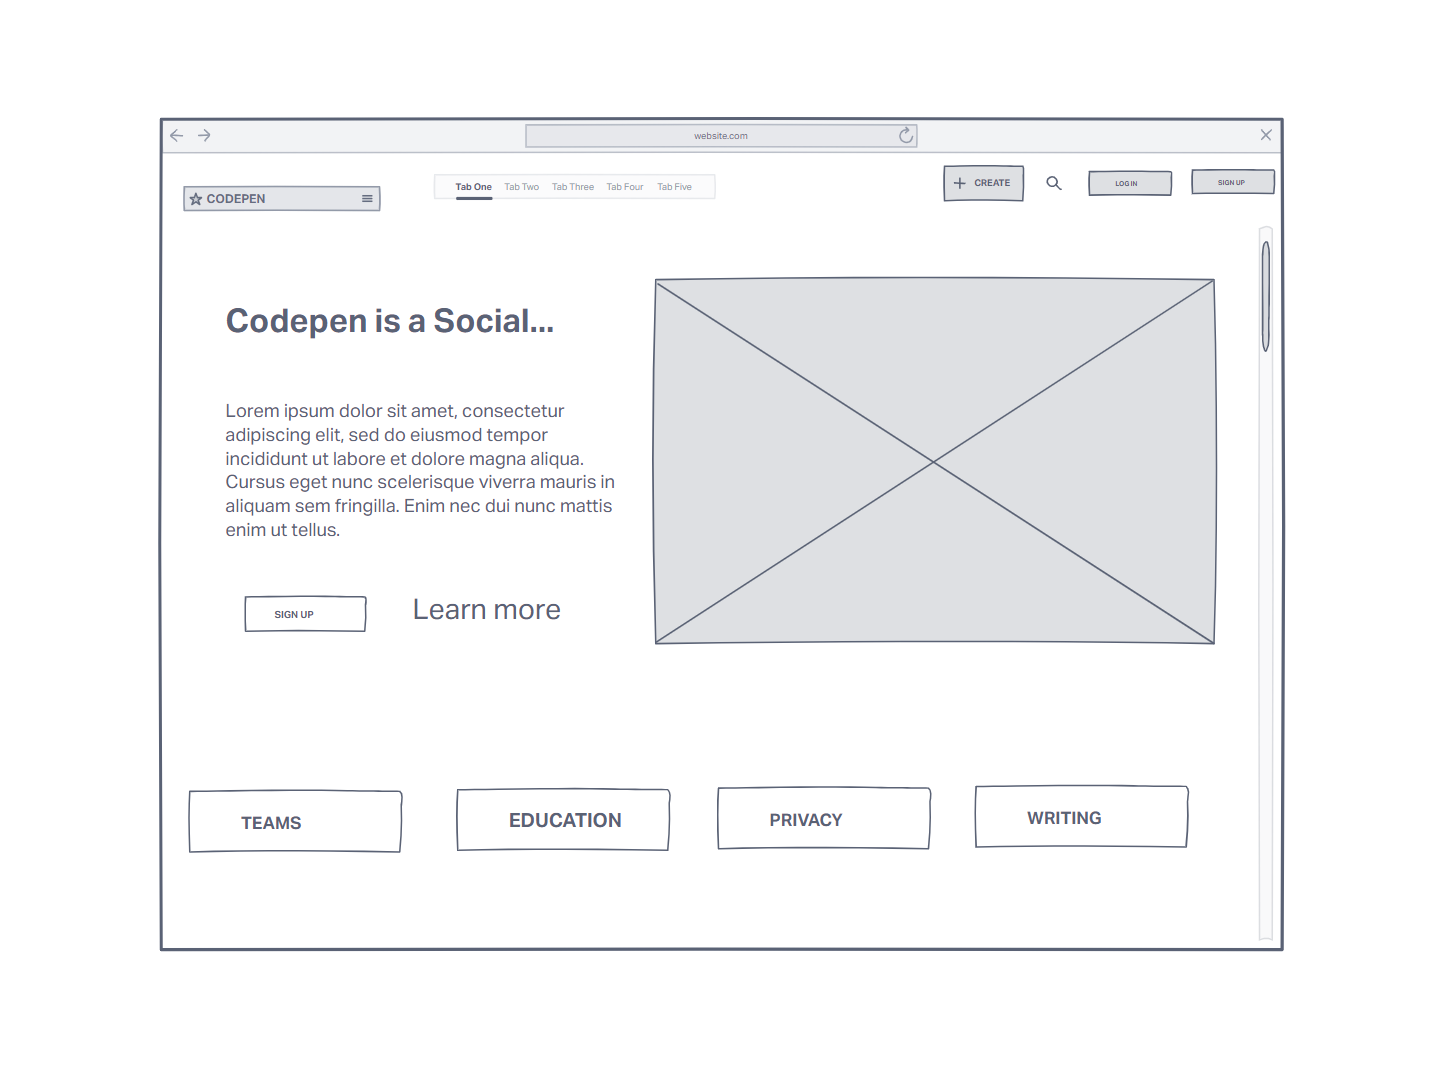 website.com
CODEPEN
Tab One Tab Two Tab Three Tab Four Tab Five
CREATE
LOG IN
SIGN UP
Codepen is a Social...
Lorem ipsum dolor sit amet, consectetur
adipiscing elit, sed do eiusmod tempor
incididunt ut labore et dolore magna aliqua.
Cursus eget nunc scelerisque viverra mauris in
aliquam sem fringilla. Enim nec dui nunc mattis
enim ut tellus.
SIGN UP
Learn more
TEAMS
EDUCATION
PRIVACY
WRITING